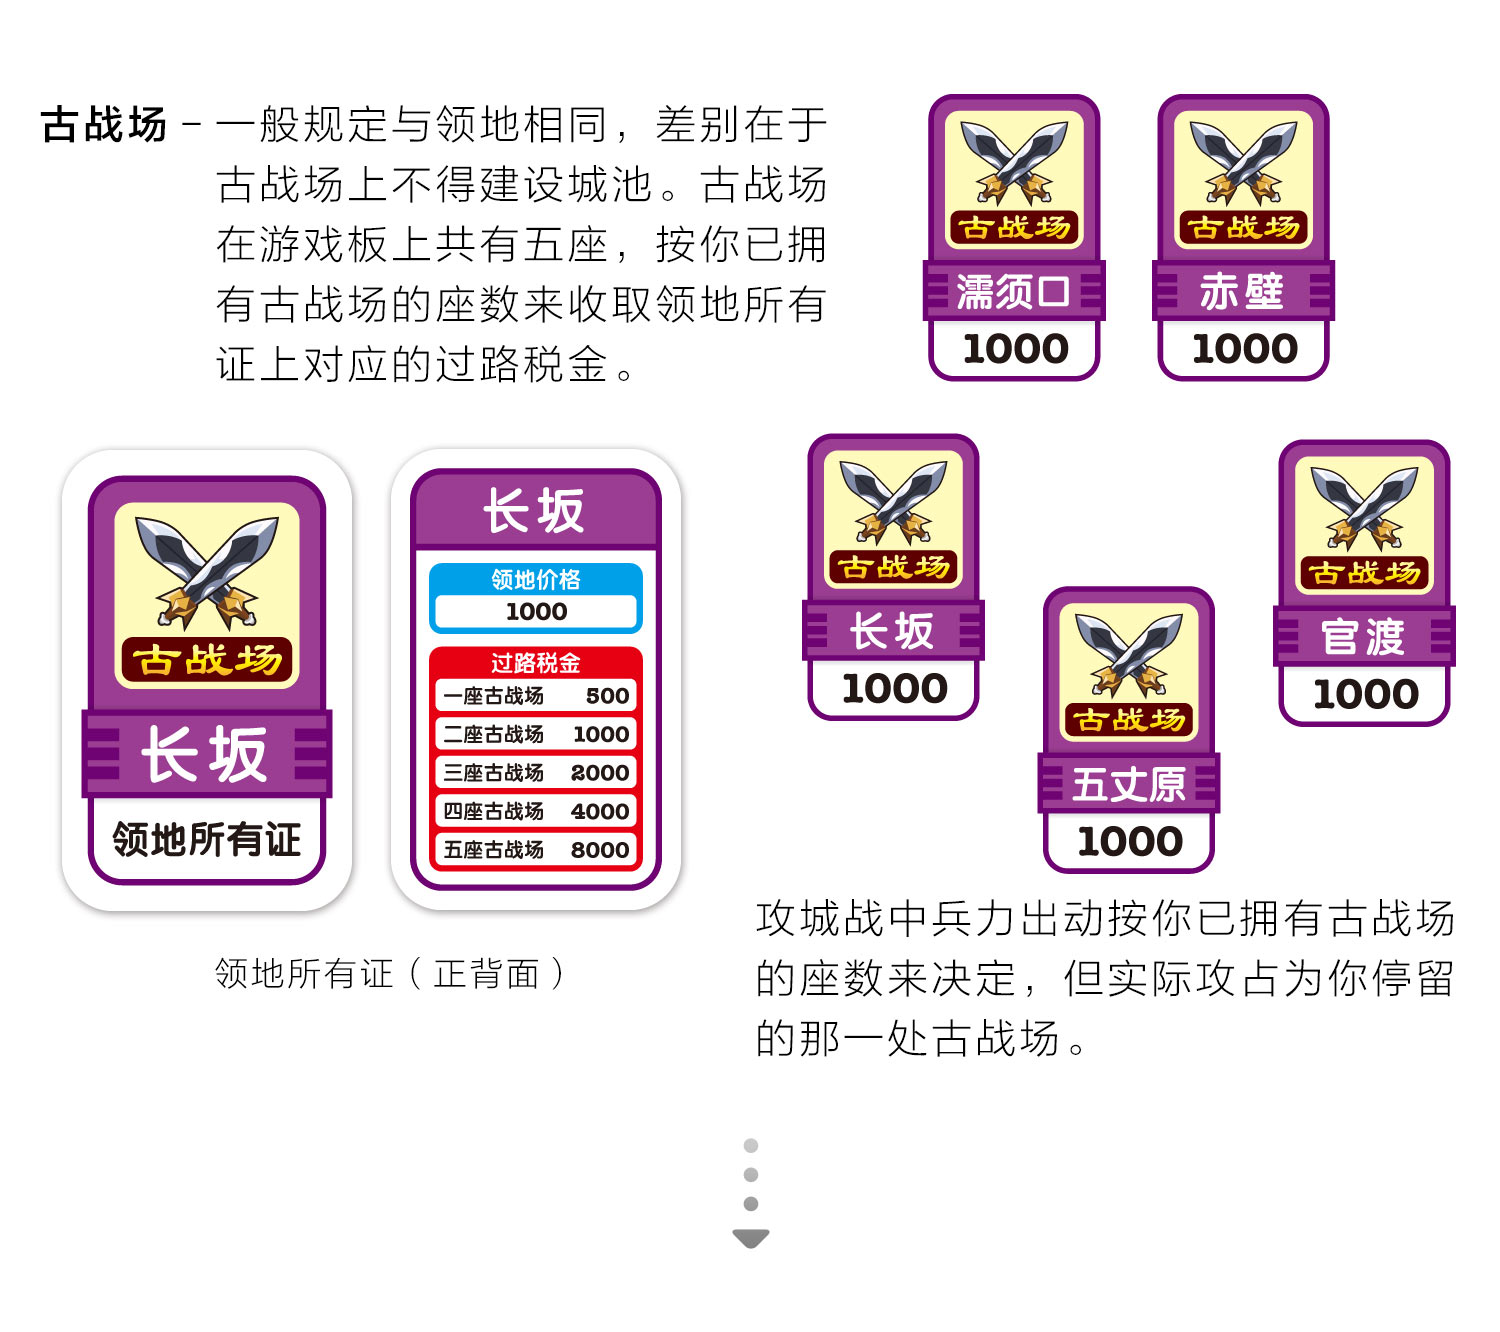 古战场 - 一般规定与领地相同，差别在于
古战场上不得建设城池。古战场
在游戏板上共有五座，按你已拥
有古战场的座数来收取领地所有
证上对应的过路税金。
古战场
濡须口
1000
古战场
赤壁
1000
古战场
长坂
领地所有证
长坂
领地价格
1000
过路税金
一座古战场 500
二座古战场 1000
三座古战场 2000
四座古战场 4000
五座古战场 8000
领地所有证（正背面）
古战场
长坂
1000
古战场
五丈原
1000
古战场
官渡
1000
攻城战中兵力出动按你已拥有古战场
的座数来决定，但实际攻占为你停留
的那一处古战场。